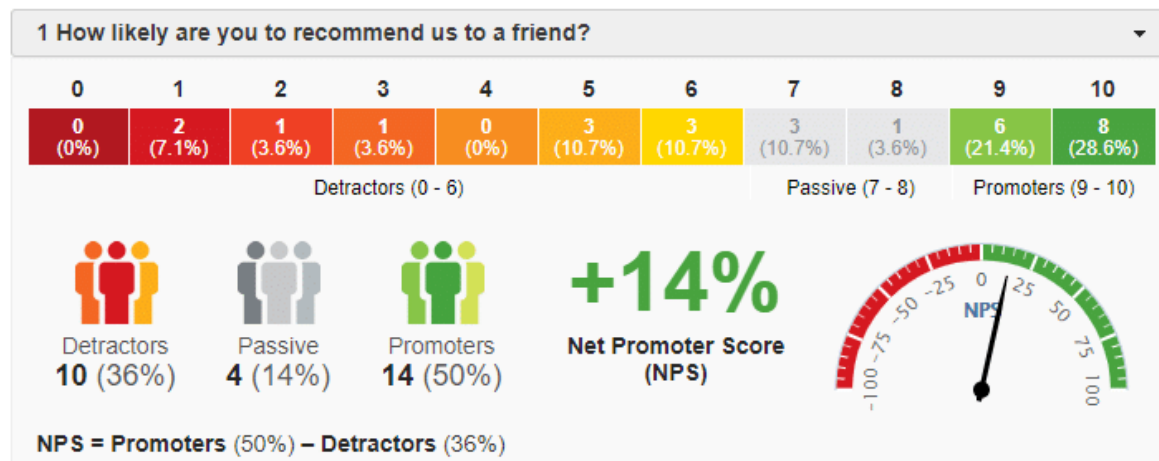 1 How likely are you to recommend us to a friend?
0 1 2 3 4 5 6 7 8 9 10
0 2 1 1 0 3 3 3 1 6 8
(0%) (7.1%) (3.6%) (3.6%) (0%) (10.7%) (10.7%) (10.7%) (3.6%) (21.4%) (28.6%)
Detractors (0 - 6) Passive (7 - 8) Promoters (9 - 10)
+14%
Net Promoter Score
(NPS)
Detractors Passive Promoters
10 (36%) 4 (14%) 14 (50%)
-100 -75 -50 -25 0 25 50 75 100
NPS
NPS = Promoters (50%) – Detractors (36%)